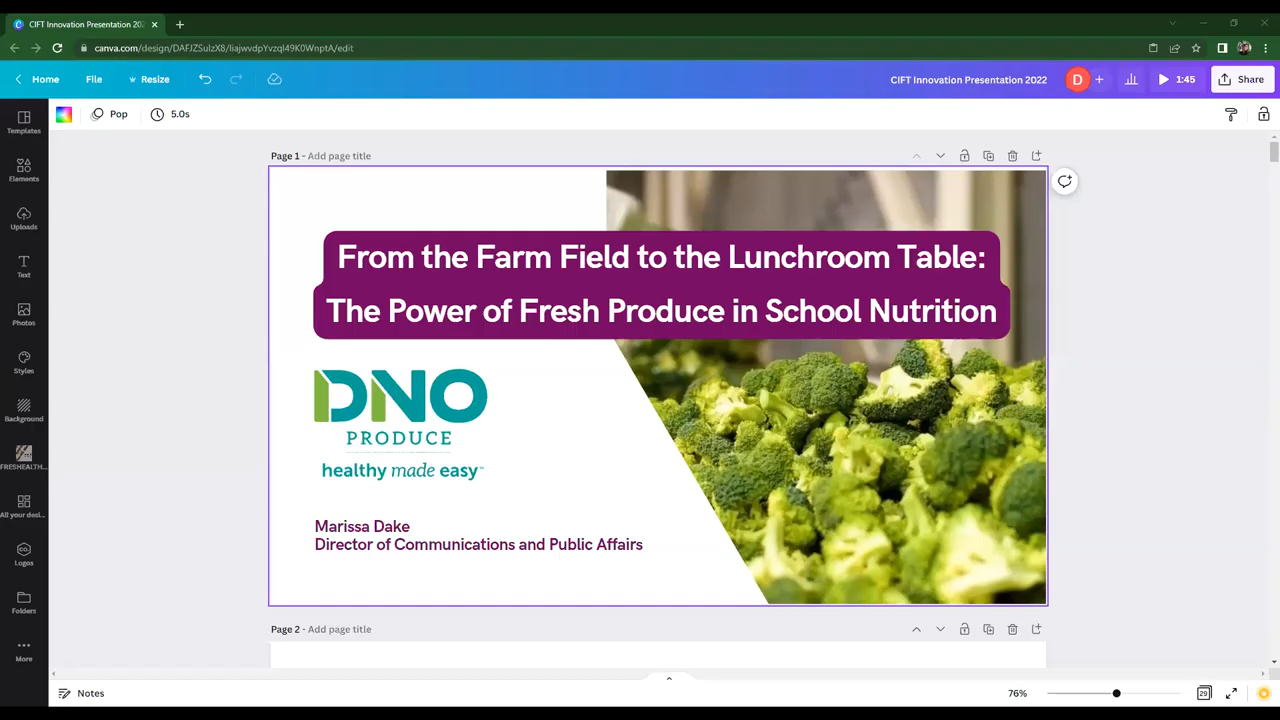 CIFT Innovation Presentation 202
canva.com/design/DAFJZSulzX8/liajwvdpYvzql49K0WnptA/edit
Home
File
Resize
CIFT Innovation Presentation 2022
D
1:45
Share
Pop
5.0s
Templates
Elements
Uploads
Text
Photos
Styles
Background
FRESHEALTH...
All your desi...
Logos
Folders
More
Page 1 - Add page title
From the Farm Field to the Lunchroom Table:
The Power of Fresh Produce in School Nutrition
DNO
PRODUCE
healthy made easy™
Marissa Dake
Director of Communications and Public Affairs
Page 2 - Add page title
Notes
76%
29